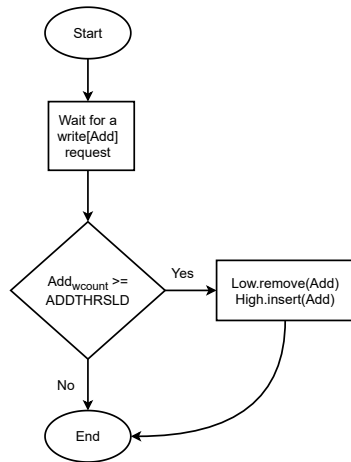 Start
Wait for a
write[Add]
request
Add_wcount >=
ADDTHRSLD
Yes
Low.remove(Add)
High.insert(Add)
No
End